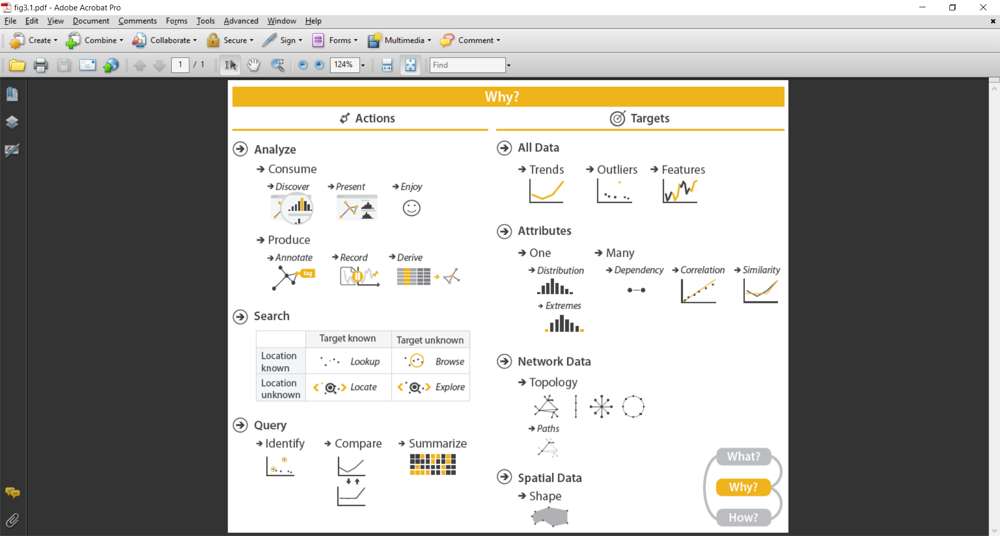 fig3.1.pdf - Adobe Acrobat Pro
File Edit View Document Comments Forms Tools Advanced Window Help
Create Combine Collaborate Secure Sign Forms Multimedia Comment
1 / 1 124% Find
Why?
Actions
Analyze
Consume
Discover Present Enjoy
Produce
Annotate Record Derive
tag
Search
Target known Target unknown
Location known Lookup Browse
Location unknown Locate Explore
Query
Identify Compare Summarize
Targets
All Data
Trends Outliers Features
Attributes
One Many
Distribution Dependency Correlation Similarity
Extremes
Network Data
Topology
Paths
Spatial Data
Shape
What?
Why?
How?